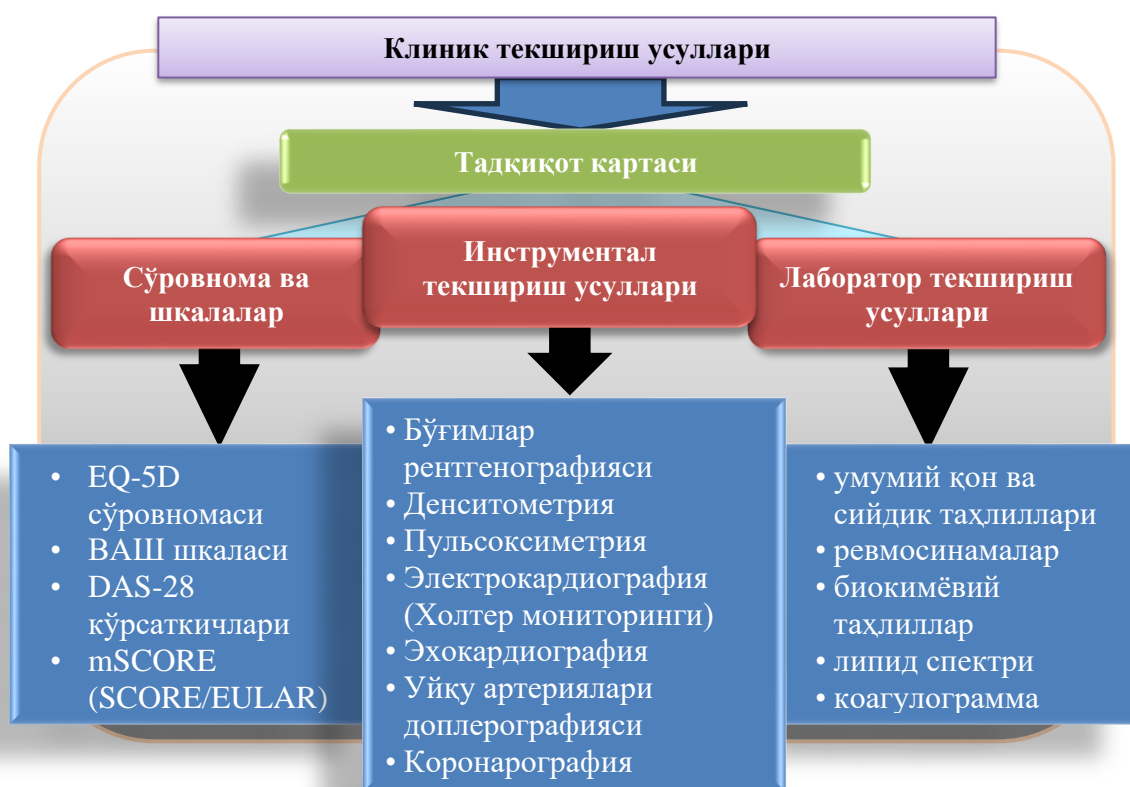 Клиник текшириш усуллари
Тадқиқот картаси
Сўровнома ва
шкалалар
Инструментал
текшириш усуллари
Лаборатор текшириш
усуллари
• EQ-5D
сўровномаси
• ВАШ шкаласи
• DAS-28
кўрсаткичлари
• mSCORE
(SCORE/EULAR)
• Бўғимлар
рентгенографияси
• Денситометрия
• Пульсоксиметрия
• Электрокардиография
(Холтер мониторинги)
• Эхокардиография
• Уйқу артериялари
доплерографияси
• Коронарография
• умумий қон ва
сийдик таҳлиллари
• ревмосинамалар
• биокимёвий
таҳлиллар
• липид спектри
• коагулограмма